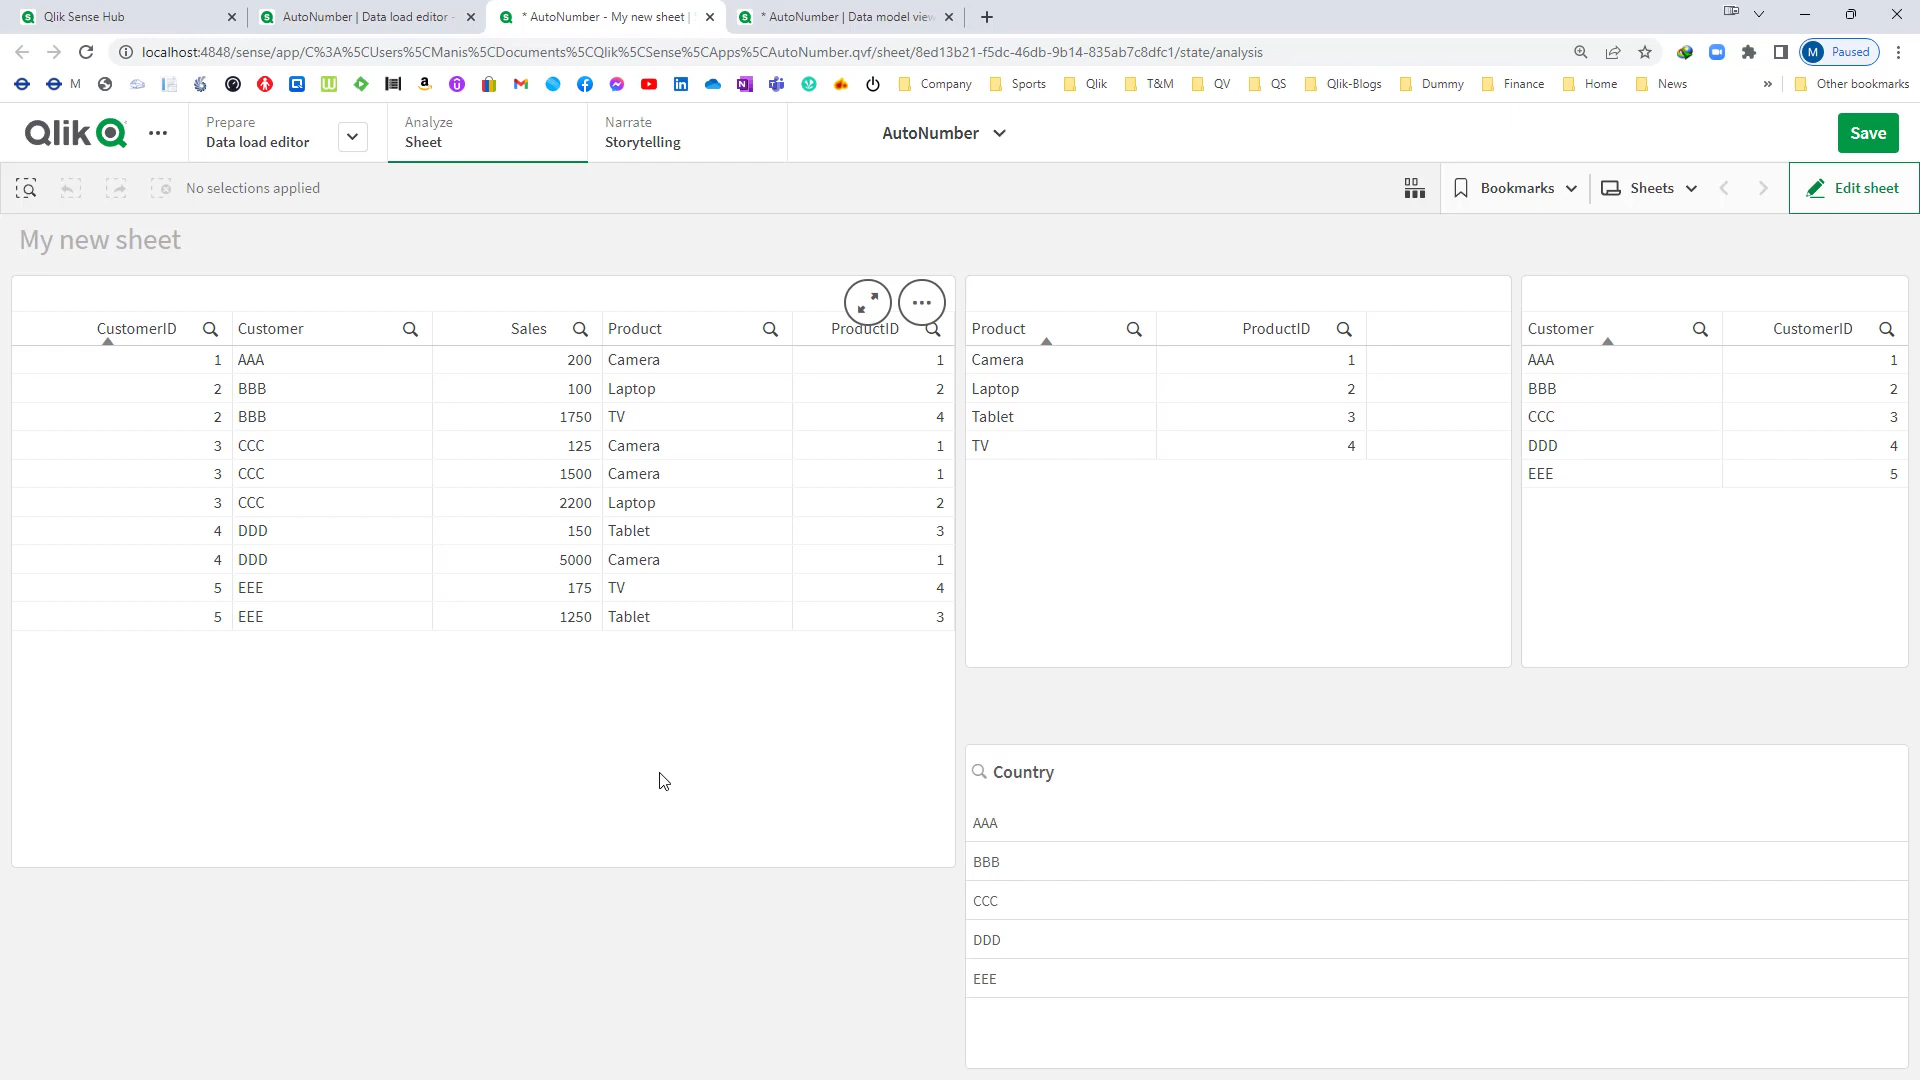 Qlik Sense Hub
AutoNumber | Data load editor -
* AutoNumber - My new sheet |
* AutoNumber | Data model view
localhost:4848/sense/app/C%3A%5CUsers%5CManis%5CDocuments%5CQlik%5CSense%5CApps%5CAutoNumber.qvf/sheet/8ed13b21-f5dc-46db-9b14-835ab7c8dfc1/state/analysis
M Paused
M
Company
Sports
Qlik
T&M
QV
QS
Qlik-Blogs
Dummy
Finance
Home
News
»
Other bookmarks
Qlik
Prepare
Data load editor
Analyze
Sheet
Narrate
Storytelling
AutoNumber
Save
No selections applied
Bookmarks
Sheets
Edit sheet
My new sheet
CustomerID Customer Sales Product ProductID
1 AAA 200 Camera 1
2 BBB 100 Laptop 2
2 BBB 1750 TV 4
3 CCC 125 Camera 1
3 CCC 1500 Camera 1
3 CCC 2200 Laptop 2
4 DDD 150 Tablet 3
4 DDD 5000 Camera 1
5 EEE 175 TV 4
5 EEE 1250 Tablet 3
Product ProductID
Camera 1
Laptop 2
Tablet 3
TV 4
Customer CustomerID
AAA 1
BBB 2
CCC 3
DDD 4
EEE 5
Country
AAA
BBB
CCC
DDD
EEE